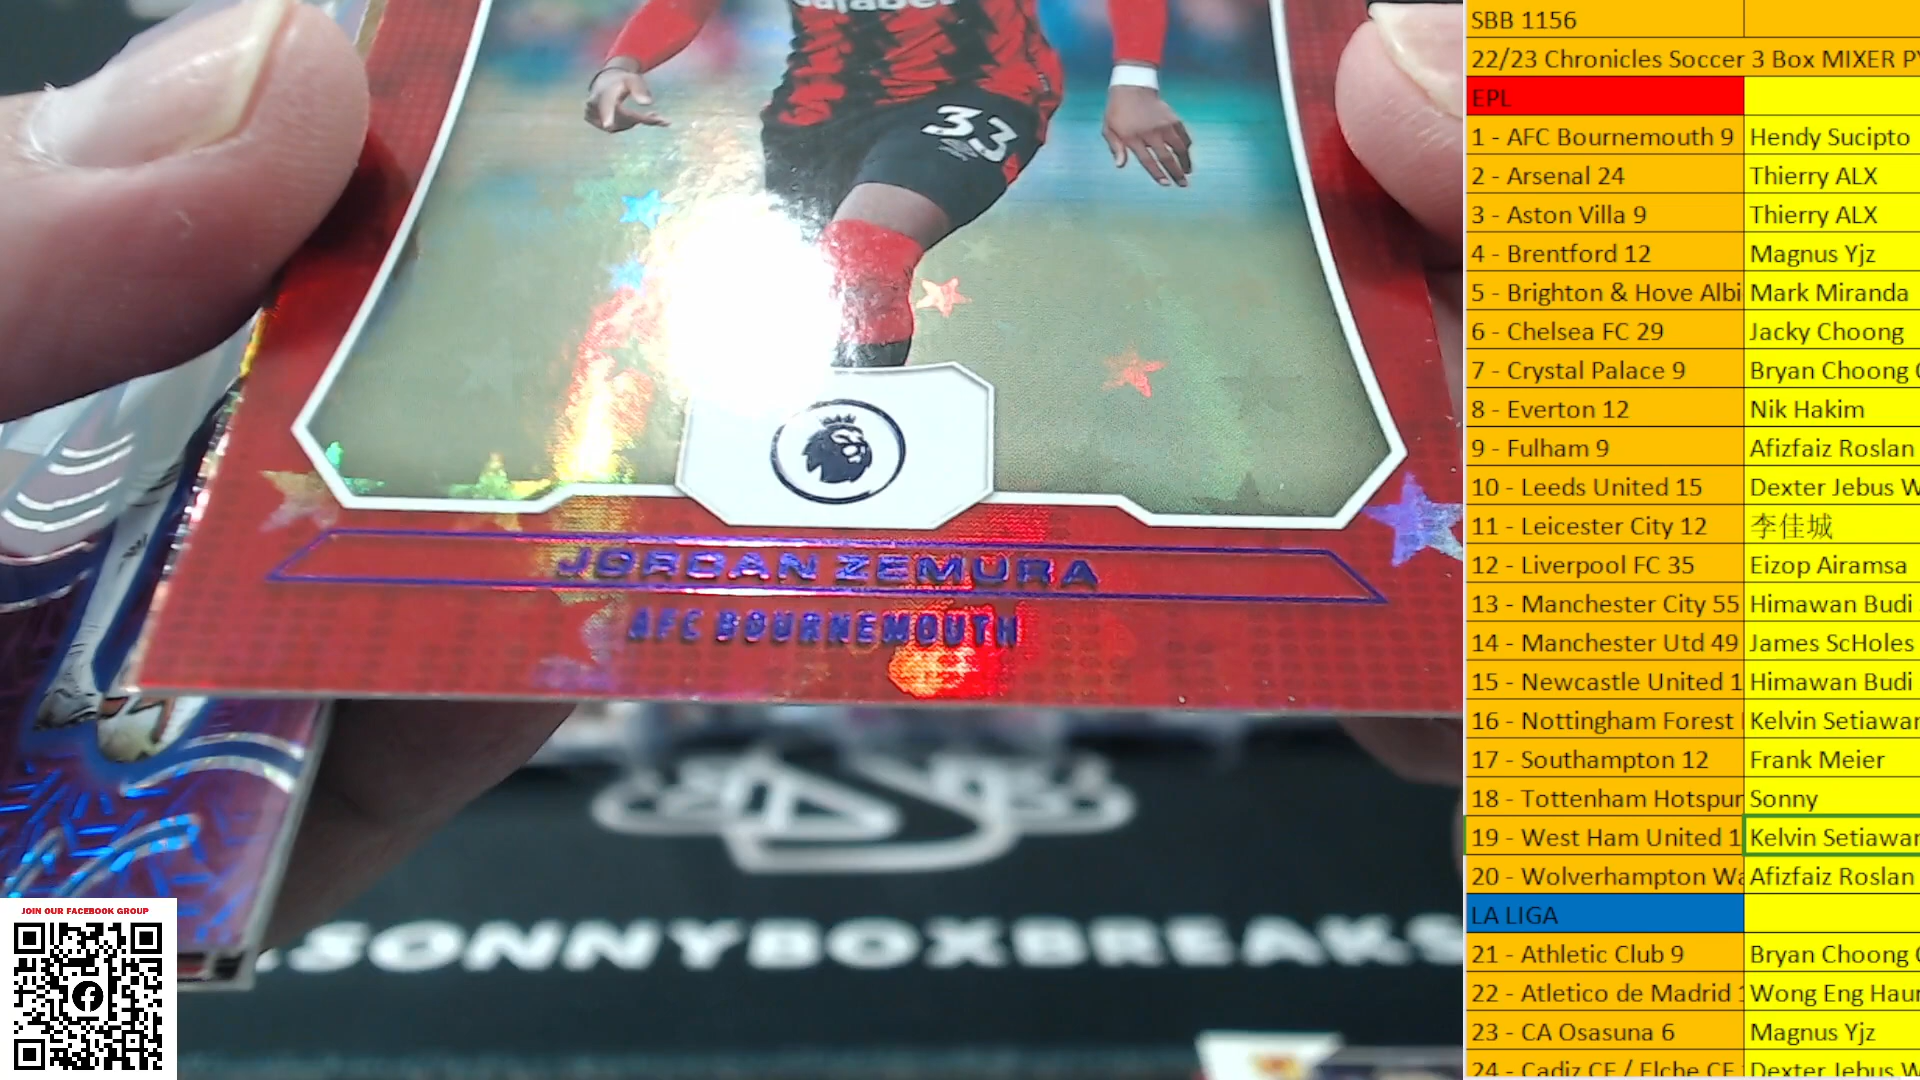 33
JORDAN ZEMURA
AFC BOURNEMOUTH
SONNYBOXBREAKS
JOIN OUR FACEBOOK GROUP
SBB 1156
22/23 Chronicles Soccer 3 Box MIXER PY
EPL
1 - AFC Bournemouth 9 Hendy Sucipto
2 - Arsenal 24 Thierry ALX
3 - Aston Villa 9 Thierry ALX
4 - Brentford 12 Magnus Yjz
5 - Brighton & Hove Albi Mark Miranda
6 - Chelsea FC 29 Jacky Choong
7 - Crystal Palace 9 Bryan Choong
8 - Everton 12 Nik Hakim
9 - Fulham 9 Afizfaiz Roslan
10 - Leeds United 15 Dexter Jebus W
11 - Leicester City 12 李佳城
12 - Liverpool FC 35 Eizop Airamsa
13 - Manchester City 55 Himawan Budi
14 - Manchester Utd 49 James ScHoles
15 - Newcastle United 1 Himawan Budi
16 - Nottingham Forest Kelvin Setiawan
17 - Southampton 12 Frank Meier
18 - Tottenham Hotspur Sonny
19 - West Ham United 1 Kelvin Setiawan
20 - Wolverhampton Wa Afizfaiz Roslan
LA LIGA
21 - Athletic Club 9 Bryan Choong
22 - Atletico de Madrid 1 Wong Eng Haur
23 - CA Osasuna 6 Magnus Yjz
24 - Cadiz CF / Elche CF Dexter Jebus W